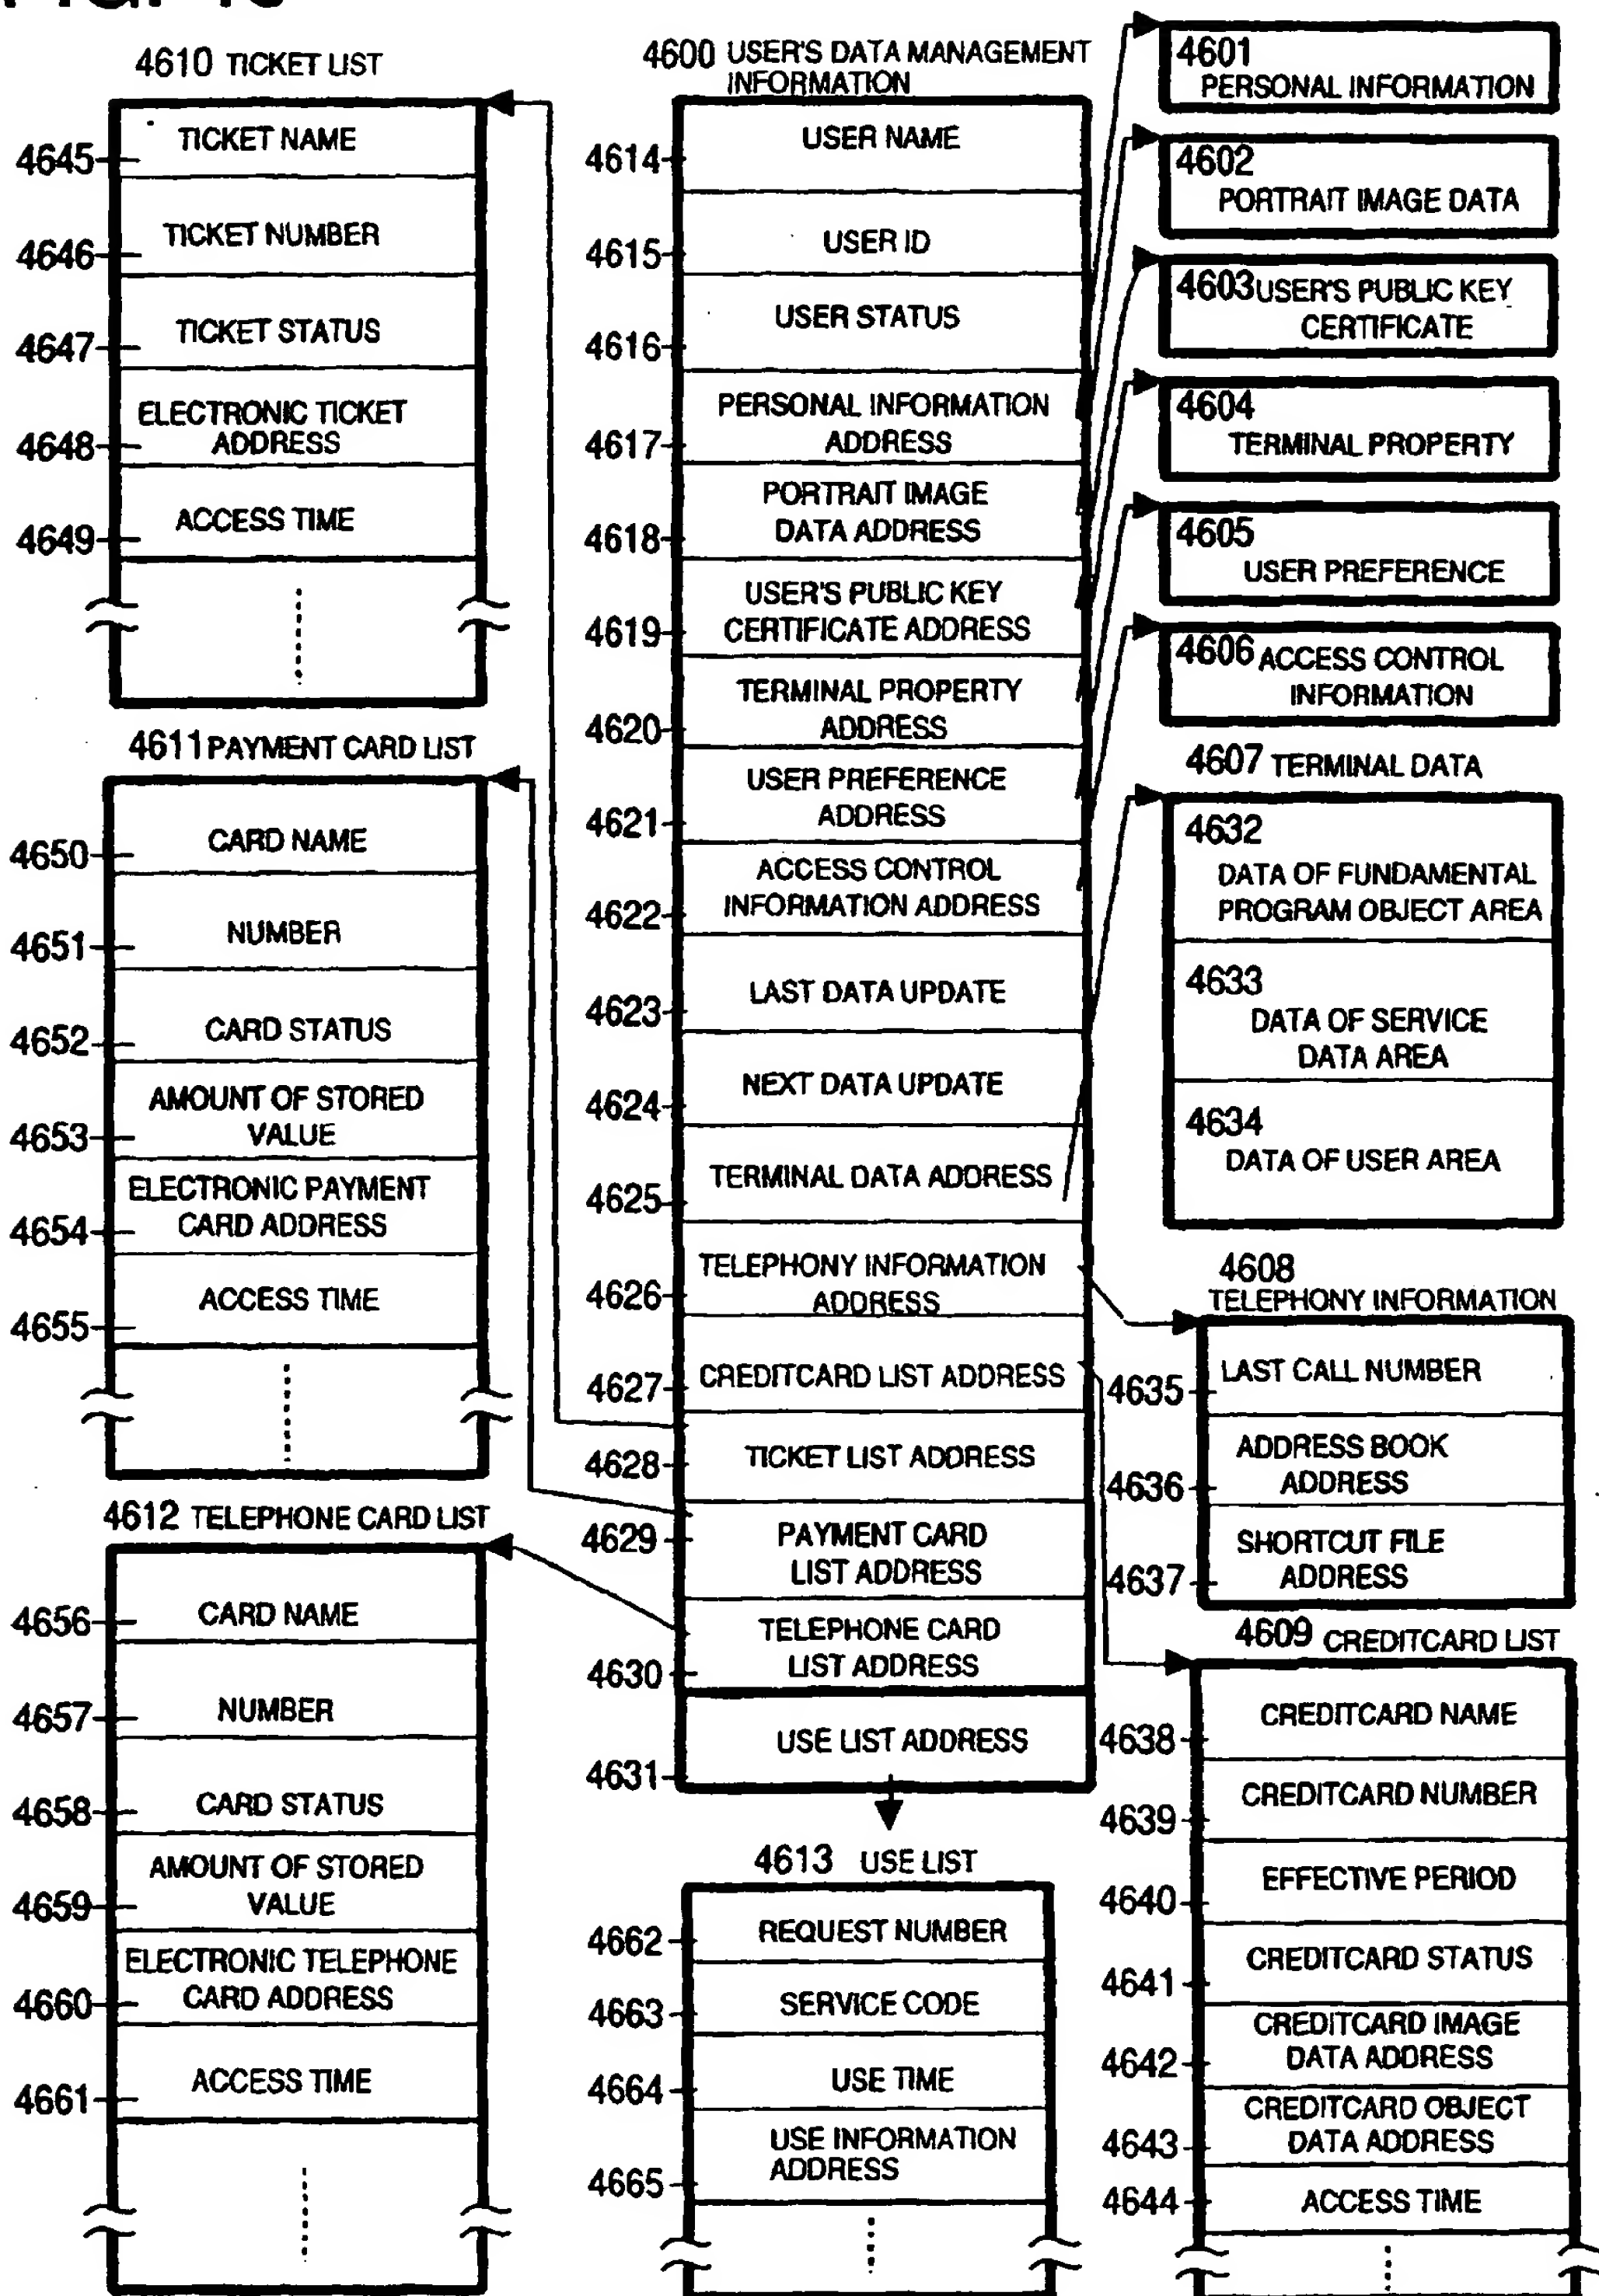 4610 TICKET LIST
4645 TICKET NAME
4646 TICKET NUMBER
4647 TICKET STATUS
ELECTRONIC TICKET
4648 ADDRESS
4649 ACCESS TIME
4611 PAYMENT CARD LIST
4650 CARD NAME
4651 NUMBER
4652 CARD STATUS
AMOUNT OF STORED
4653 VALUE
ELECTRONIC PAYMENT
4654 CARD ADDRESS
4655 ACCESS TIME
4612 TELEPHONE CARD LIST
4656 CARD NAME
4657 NUMBER
4658 CARD STATUS
AMOUNT OF STORED
4659 VALUE
ELECTRONIC TELEPHONE
4660 CARD ADDRESS
4661 ACCESS TIME
4600 USER'S DATA MANAGEMENT
INFORMATION
4614 USER NAME
4615 USER ID
4616 USER STATUS
PERSONAL INFORMATION
4617 ADDRESS
PORTRAIT IMAGE
4618 DATA ADDRESS
USER'S PUBLIC KEY
4619 CERTIFICATE ADDRESS
TERMINAL PROPERTY
4620 ADDRESS
USER PREFERENCE
4621 ADDRESS
ACCESS CONTROL
4622 INFORMATION ADDRESS
4623 LAST DATA UPDATE
4624 NEXT DATA UPDATE
4625 TERMINAL DATA ADDRESS
TELEPHONY INFORMATION
4626 ADDRESS
4627 CREDITCARD LIST ADDRESS
4628 TICKET LIST ADDRESS
4629 PAYMENT CARD
LIST ADDRESS
TELEPHONE CARD
4630 LIST ADDRESS
4631 USE LIST ADDRESS
4613 USE LIST
4662 REQUEST NUMBER
4663 SERVICE CODE
4664 USE TIME
USE INFORMATION
4665 ADDRESS
4601
PERSONAL INFORMATION
4602
PORTRAIT IMAGE DATA
4603 USER'S PUBLIC KEY
CERTIFICATE
4604
TERMINAL PROPERTY
4605
USER PREFERENCE
4606 ACCESS CONTROL
INFORMATION
4607 TERMINAL DATA
4632
DATA OF FUNDAMENTAL
PROGRAM OBJECT AREA
4633
DATA OF SERVICE
DATA AREA
4634
DATA OF USER AREA
4608
TELEPHONY INFORMATION
4635 LAST CALL NUMBER
ADDRESS BOOK
4636 ADDRESS
SHORTCUT FILE
4637 ADDRESS
4609 CREDITCARD LIST
4638 CREDITCARD NAME
4639 CREDITCARD NUMBER
4640 EFFECTIVE PERIOD
4641 CREDITCARD STATUS
CREDITCARD IMAGE
4642 DATA ADDRESS
CREDITCARD OBJECT
4643 DATA ADDRESS
4644 ACCESS TIME